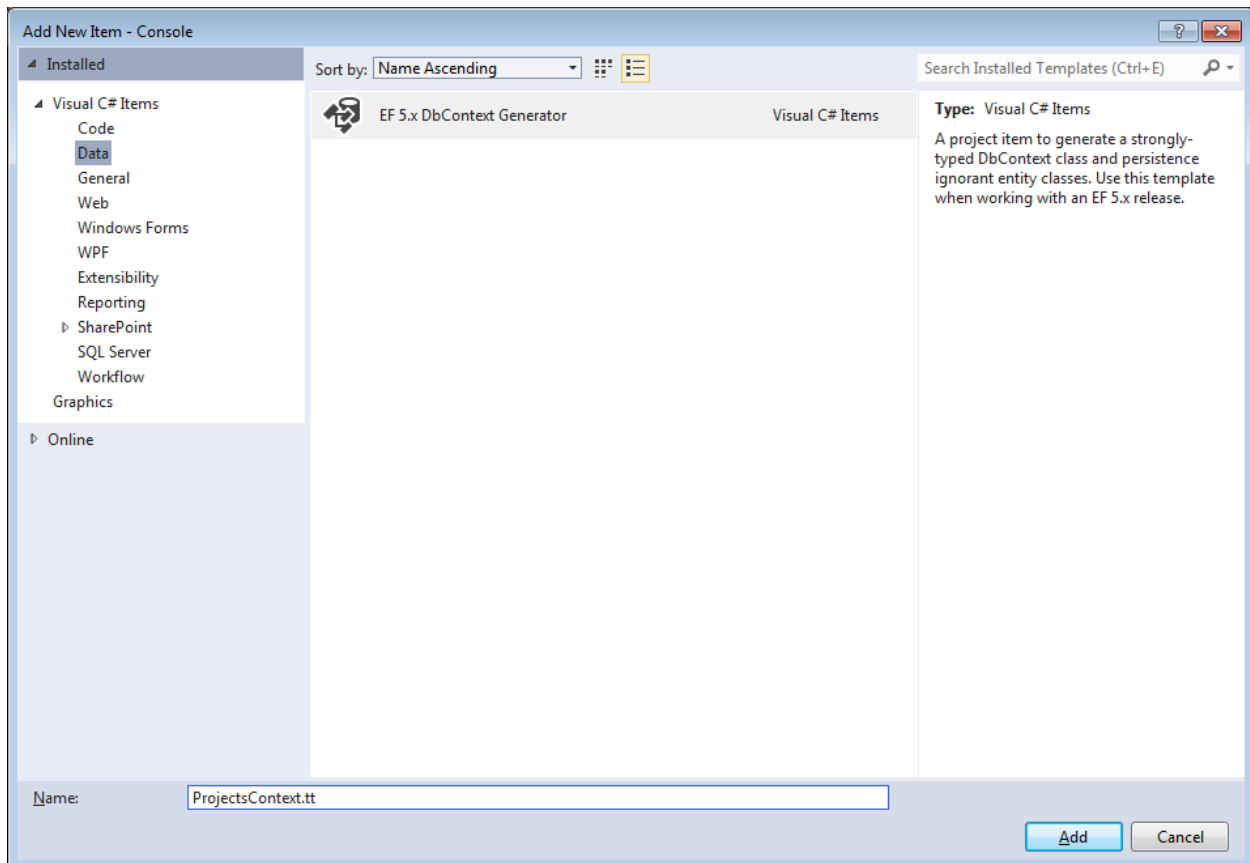 Add New Item - Console
Installed
Visual C# Items
Code
Data
General
Web
Windows Forms
WPF
Extensibility
Reporting
SharePoint
SQL Server
Workflow
Graphics
Online
Sort by: Name Ascending
EF 5.x DbContext Generator Visual C# Items
Search Installed Templates (Ctrl+E)
Type: Visual C# Items
A project item to generate a strongly-
typed DbContext class and persistence
ignorant entity classes. Use this template
when working with an EF 5.x release.
Name: ProjectsContext.tt
Add Cancel